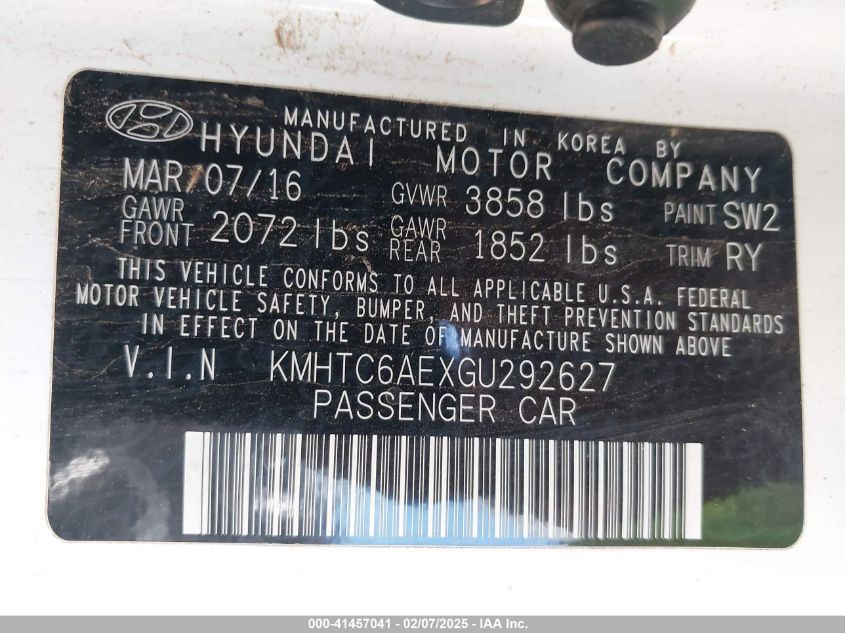 MANUFACTURED IN KOREA BY
HYUNDAI MOTOR COMPANY
MAR/07/16 GVWR 3858 lbs PAINT SW2
GAWR FRONT 2072 lbs GAWR REAR 1852 lbs TRIM RY
THIS VEHICLE CONFORMS TO ALL APPLICABLE U.S.A. FEDERAL
MOTOR VEHICLE SAFETY, BUMPER, AND THEFT PREVENTION STANDARDS
IN EFFECT ON THE DATE OF MANUFACTURE SHOWN ABOVE
V.I.N KMHTC6AEXGU292627
PASSENGER CAR
000-41457041 - 02/07/2025 - IAA Inc.